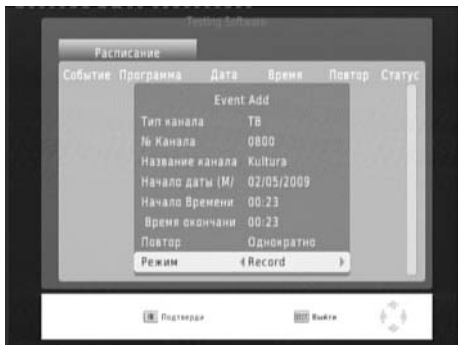 Testing Software
Расписание
Событие Программа Дата Время Повтор Статус
Event Add
Тип канала ТВ
№ Канала 0800
Название канала Kultura
Начало даты (М/ 02/05/2009
Начало Времени 00:23
Время окончани 00:23
Повтор Однократно
Режим Record
Подтверди Выйти